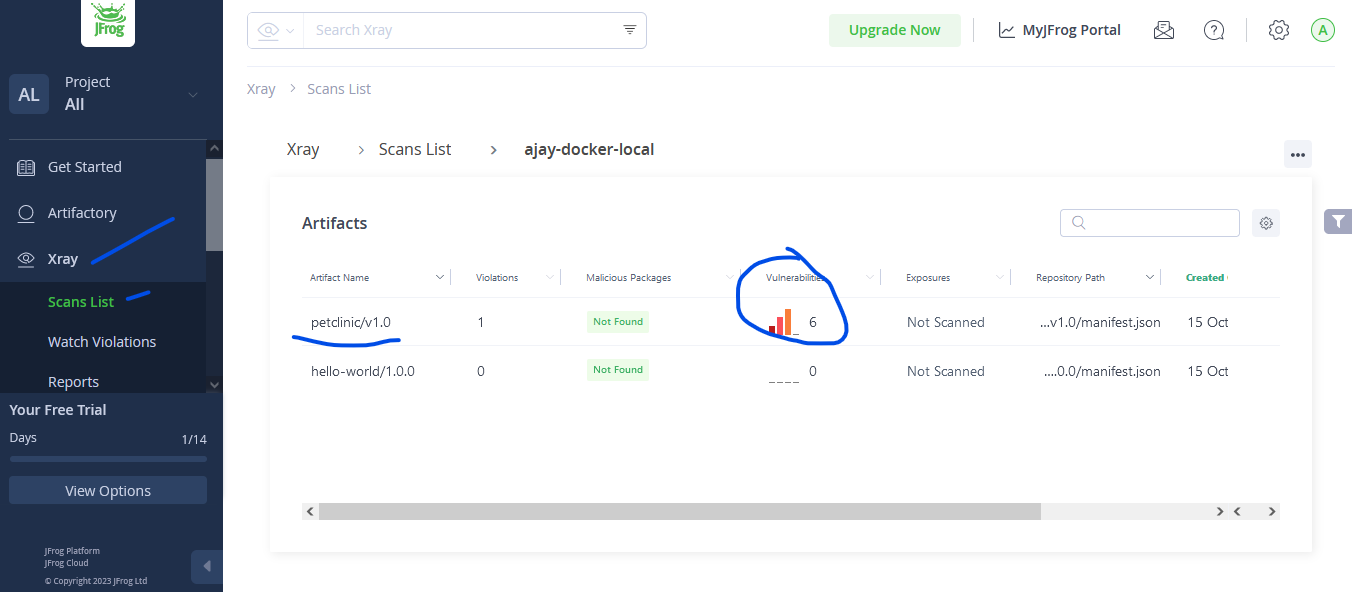 JFrog
Search Xray
Upgrade Now
MyJFrog Portal
A
AL
Project
All
Get Started
Artifactory
Xray
Scans List
Watch Violations
Reports
Your Free Trial
Days
1/14
View Options
JFrog Platform
JFrog Cloud
© Copyright 2023 JFrog Ltd
Xray > Scans List
Xray > Scans List > ajay-docker-local
Artifacts
Artifact Name Violations Malicious Packages Vulnerabilities Exposures Repository Path Created
petclinic/v1.0 1 Not Found 6 Not Scanned ...v1.0/manifest.json 15 Oct
hello-world/1.0.0 0 Not Found 0 Not Scanned ....0.0/manifest.json 15 Oct